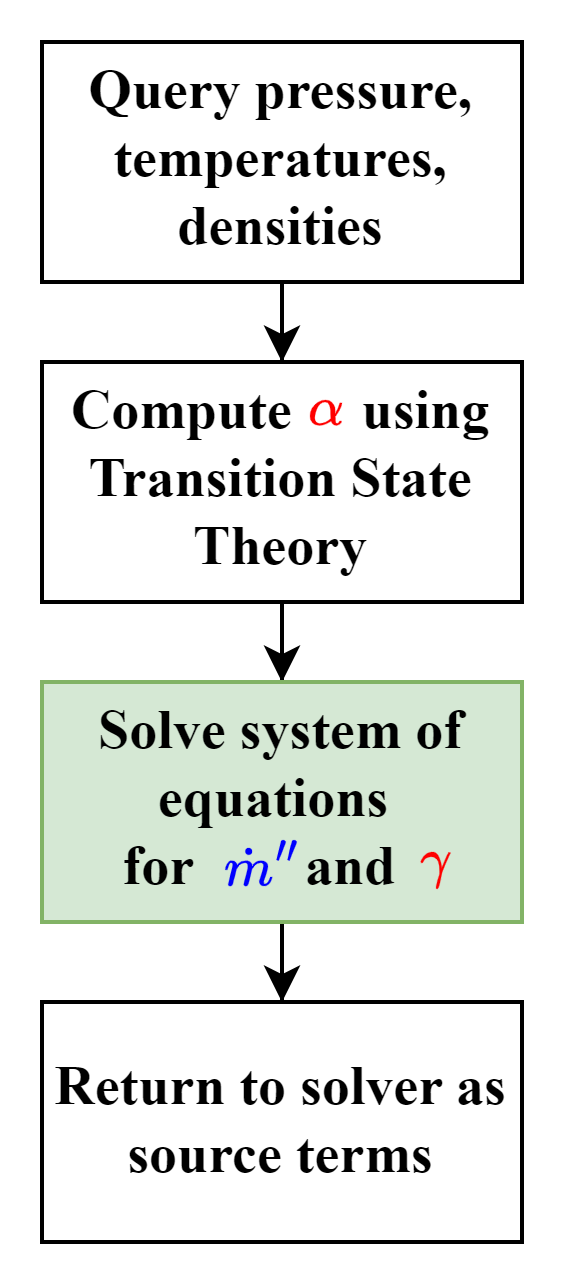 Query pressure,
temperatures,
densities
Compute α using
Transition State
Theory
Solve system of
equations
for ṁ″ and γ
Return to solver as
source terms